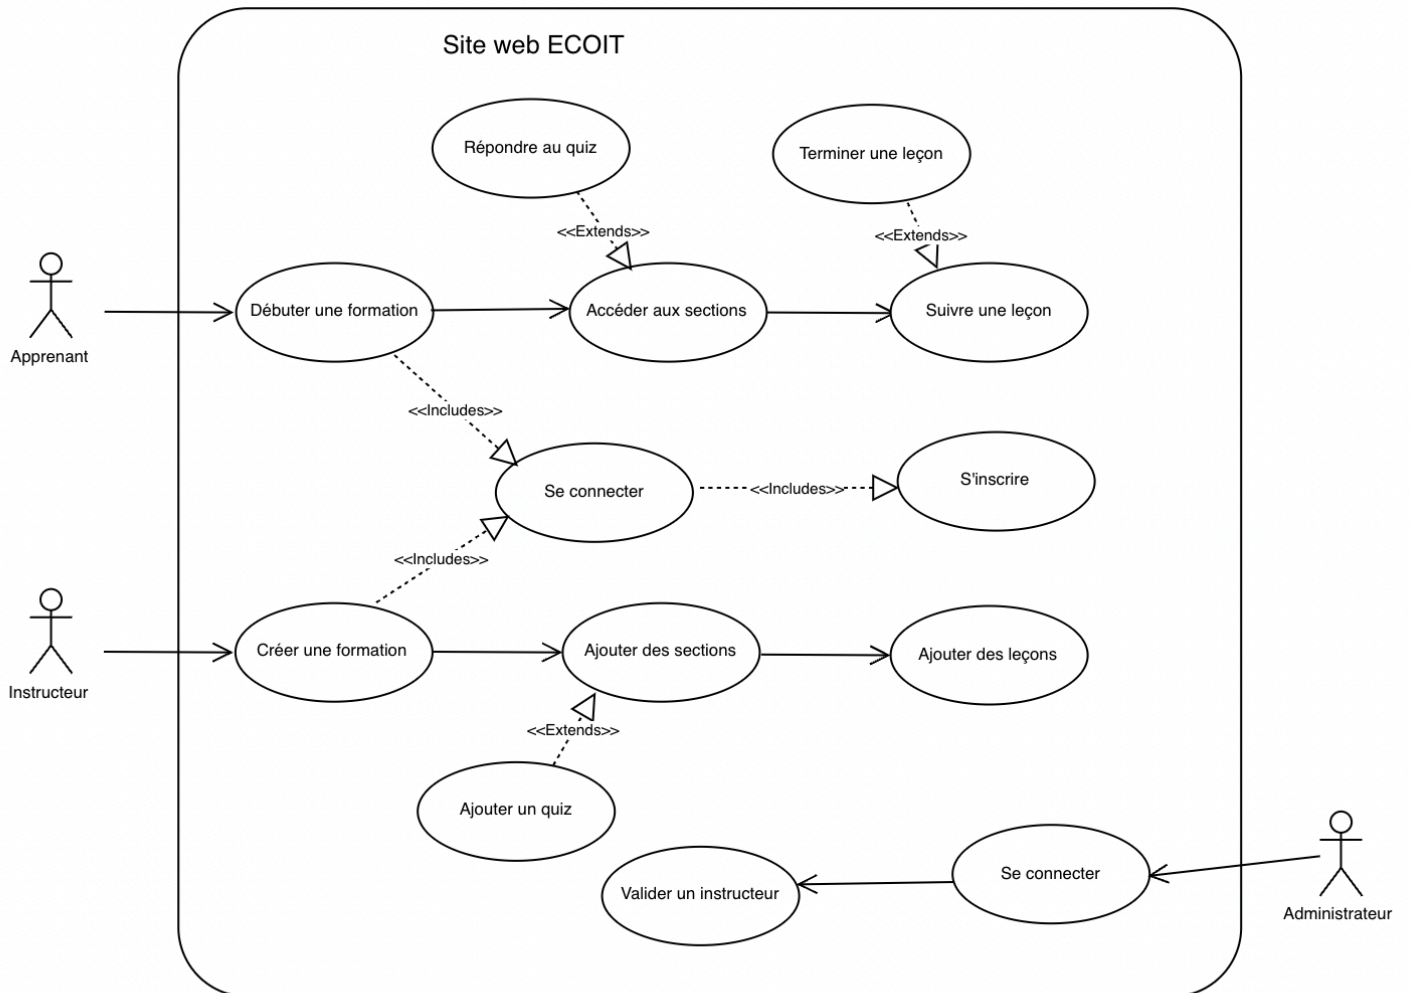 Site web ECOIT
Répondre au quiz
Terminer une leçon
<<Extends>>
<<Extends>>
Débuter une formation
Accéder aux sections
Suivre une leçon
Apprenant
<<Includes>>
Se connecter
<<Includes>>
S'inscrire
<<Includes>>
Créer une formation
Ajouter des sections
Ajouter des leçons
Instructeur
<<Extends>>
Ajouter un quiz
Valider un instructeur
Se connecter
Administrateur